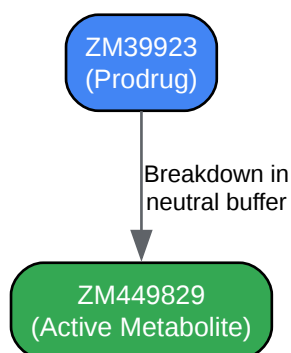 ZM39923
(Prodrug)
Breakdown in
neutral buffer
ZM449829
(Active Metabolite)